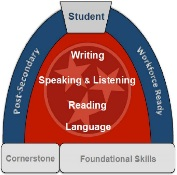 Student
Post-Secondary
Workforce Ready
Writing
Speaking & Listening
Reading
Language
Cornerstone
Foundational Skills